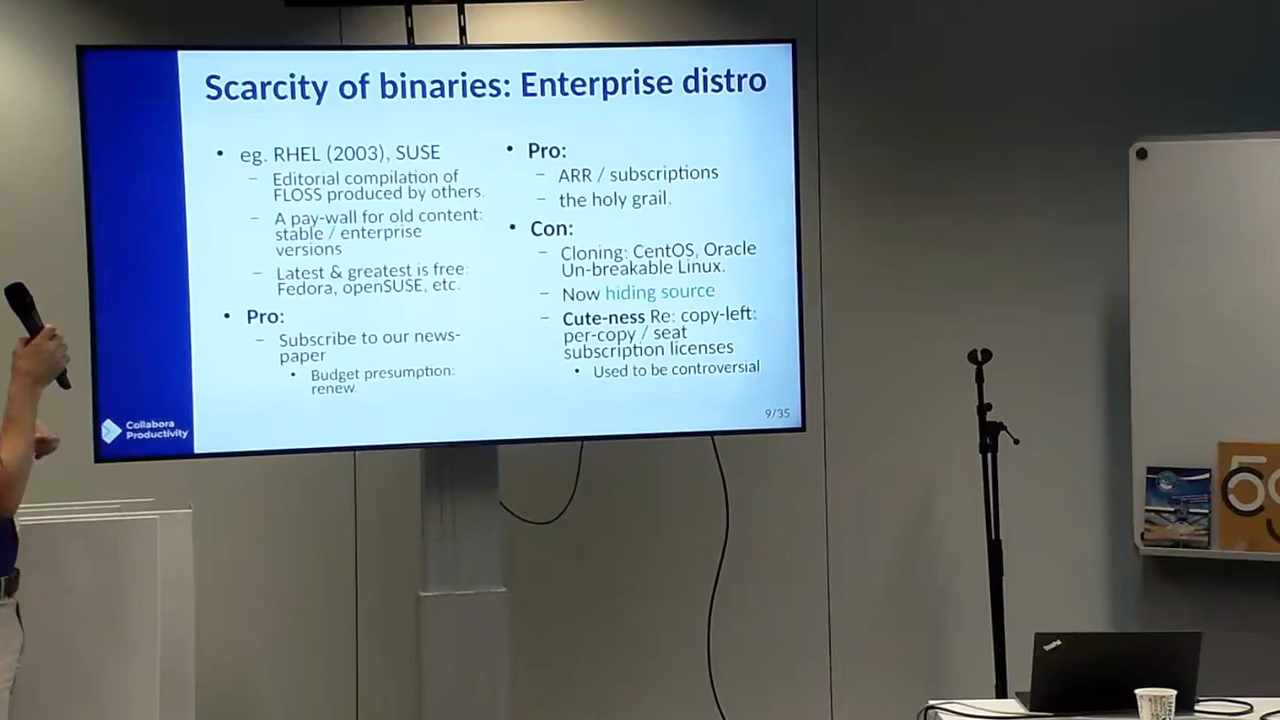 Scarcity of binaries: Enterprise distro
• eg. RHEL (2003), SUSE
– Editorial compilation of
FLOSS produced by others.
– A pay-wall for old content:
stable / enterprise
versions
– Latest & greatest is free:
Fedora, openSUSE, etc.
• Pro:
– Subscribe to our news-
paper
• Budget presumption:
renew.
• Pro:
– ARR / subscriptions
– the holy grail.
• Con:
– Cloning: CentOS, Oracle
Un-breakable Linux.
– Now hiding source
– Cute-ness Re: copy-left:
per-copy / seat
subscription licenses
• Used to be controversial
9/35
Collabora
Productivity